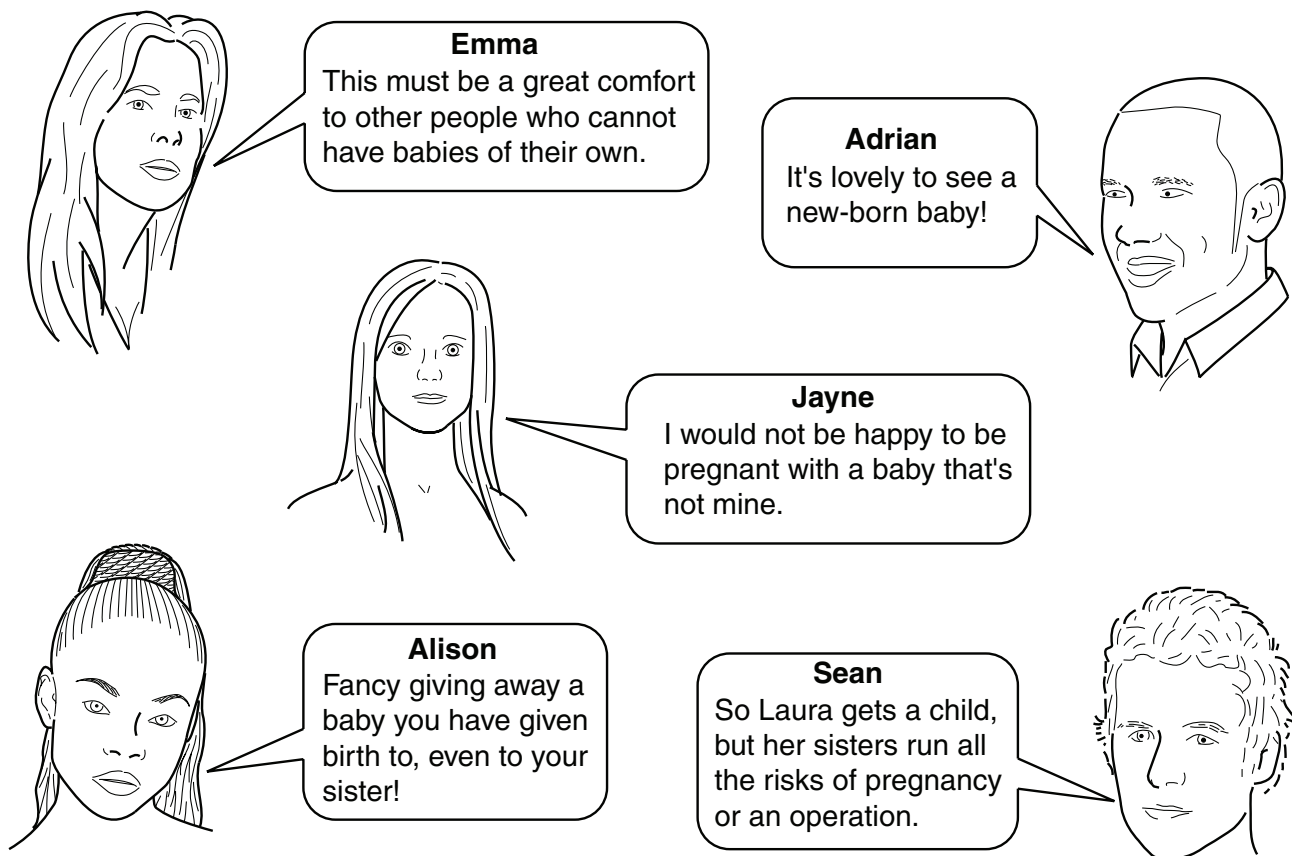 Emma
This must be a great comfort
to other people who cannot
have babies of their own.
Adrian
It's lovely to see a
new-born baby!
Jayne
I would not be happy to be
pregnant with a baby that's
not mine.
Alison
Fancy giving away a
baby you have given
birth to, even to your
sister!
Sean
So Laura gets a child,
but her sisters run all
the risks of pregnancy
or an operation.